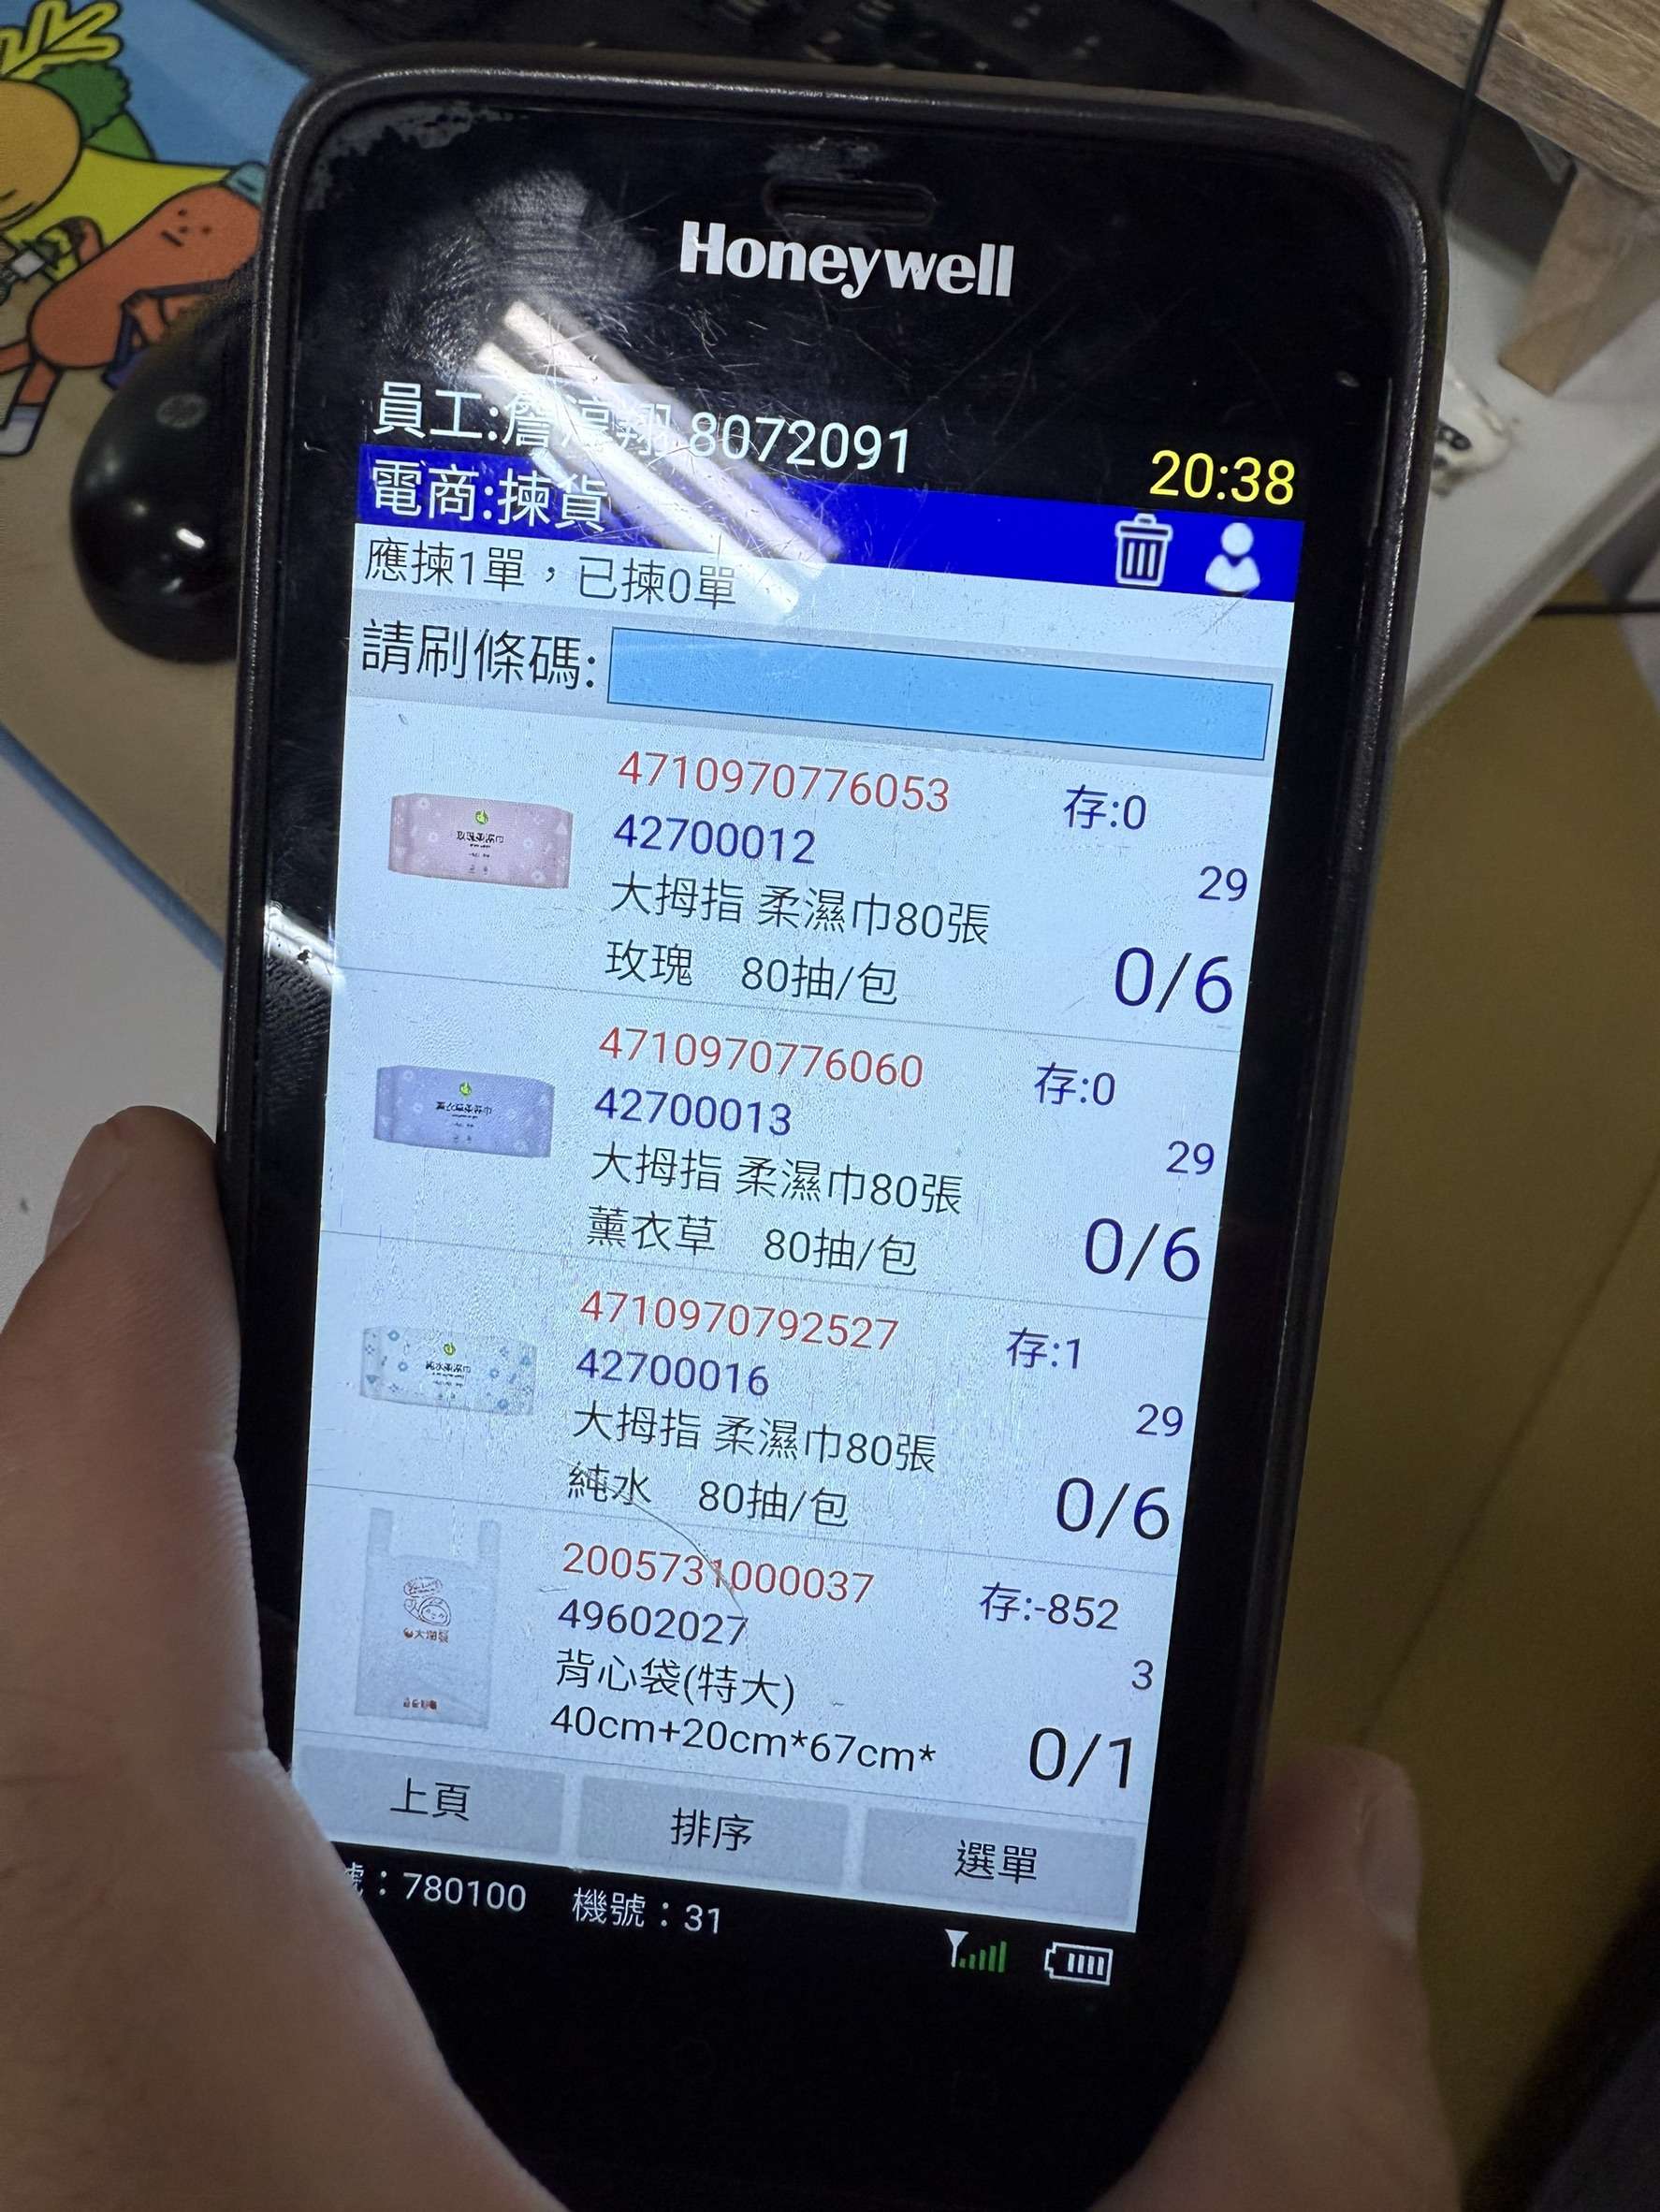 Honeywell
員工:詹淳翔 8072091
20:38
電商:揀貨
應揀1單，已揀0單
請刷條碼:
4710970776053 存:0
42700012
29
大拇指 柔濕巾80張
玫瑰 80抽/包
0/6
4710970776060 存:0
42700013
29
大拇指 柔濕巾80張
薰衣草 80抽/包
0/6
4710970792527 存:1
42700016
29
大拇指 柔濕巾80張
純水 80抽/包
0/6
2005731000037 存:-852
49602027
3
背心袋(特大)
40cm+20cm*67cm*
0/1
上頁 排序 選單
號：780100 機號：31